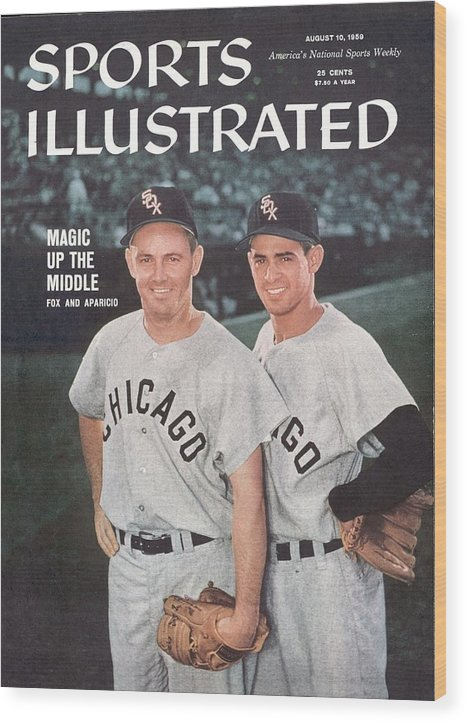 AUGUST 10, 1959
America's National Sports Weekly
25 CENTS
$7.50 A YEAR
SPORTS
ILLUSTRATED
SOX
SOX
MAGIC
UP THE
MIDDLE
FOX AND APARICIO
CHICAGO
AGO